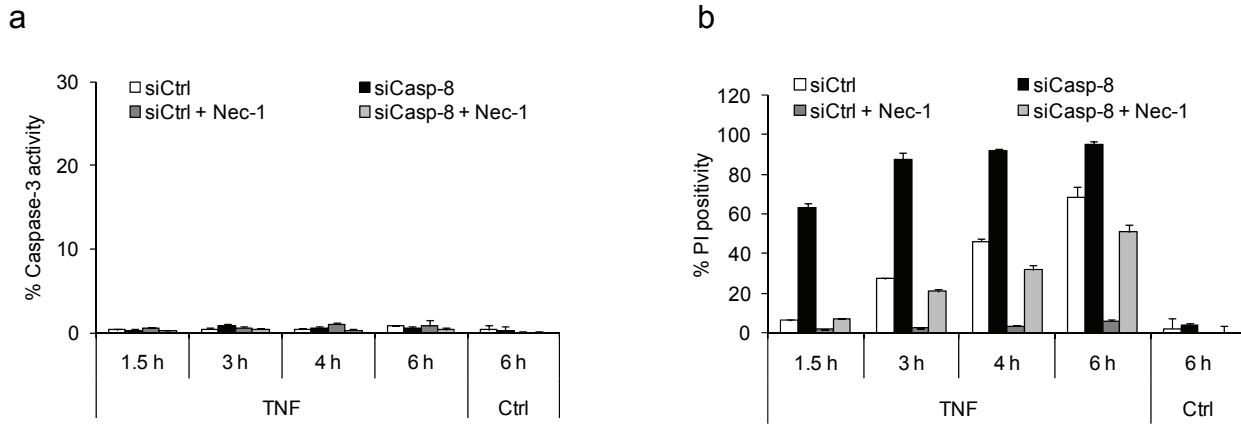 a
30
20
10
0
% Caspase-3 activity
siCtrl
siCasp-8
siCtrl + Nec-1
siCasp-8 + Nec-1
1.5 h
3 h
4 h
6 h
6 h
TNF
Ctrl
b
120
100
80
60
40
20
0
% PI positivity
siCtrl
siCasp-8
siCtrl + Nec-1
siCasp-8 + Nec-1
1.5 h
3 h
4 h
6 h
6 h
TNF
Ctrl